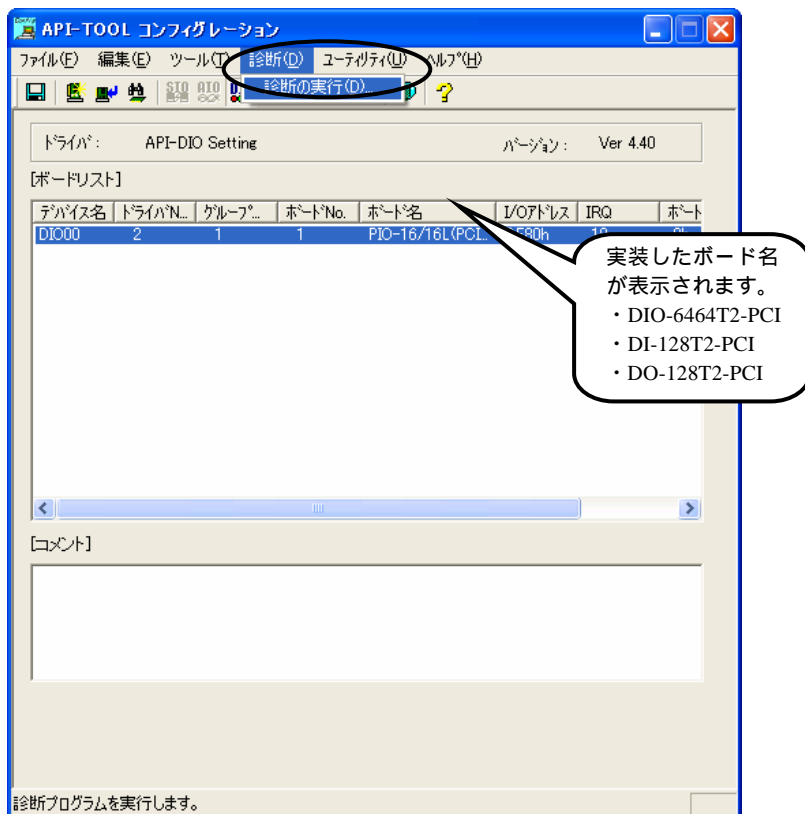 API-TOOL コンフィグレーション
ファイル(F) 編集(E) ツール(T) 診断(D) ユーティリティ(U) ヘルプ(H)
診断の実行(D)...
ドライバ: API-DIO Setting バージョン: Ver 4.40
[ボードリスト]
デバイス名 ドライバN... グループ... ボードNo. ボード名 I/Oアドレス IRQ ボート
DIO00 2 1 1 PIO-16/16L(PCI..
実装したボード名
が表示されます。
・DIO-6464T2-PCI
・DI-128T2-PCI
・DO-128T2-PCI
[コメント]
診断プログラムを実行します。